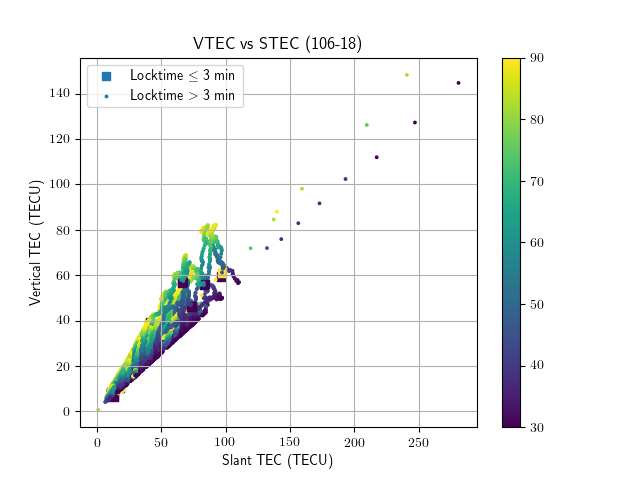 VTEC vs STEC (106-18)
Locktime ≤ 3 min
Locktime > 3 min
Vertical TEC (TECU)
140
120
100
80
60
40
20
0
0 50 100 150 200 250
Slant TEC (TECU)
90
80
70
60
50
40
30